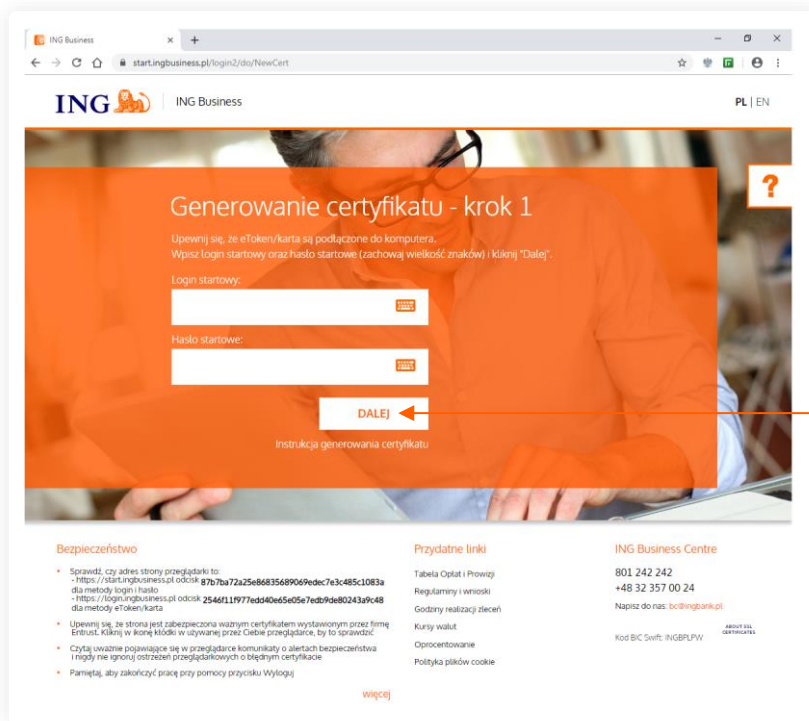 ING Business
start.ingbusiness.pl/login2/do/NewCert
ING
ING Business
PL | EN
?
Generowanie certyfikatu - krok 1
Upewnij się, że eToken/karta są podłączone do komputera.
Wpisz login startowy oraz hasło startowe (zachowaj wielkość znaków) i kliknij "Dalej".
Login startowy:
Hasło startowe:
DALEJ
Instrukcja generowania certyfikatu
Bezpieczeństwo
Sprawdź, czy adres strony przeglądarki to:
- https://start.ingbusiness.pl odcisk 87b7ba72a25e86835689069edec7e3c485c1083a
dla metody login i hasło
- https://login.ingbusiness.pl odcisk 2546f11f977edd40e65e05e7edb9de80243a9c48
dla metody eToken/karta
Upewnij się, że strona jest zabezpieczona ważnym certyfikatem wystawionym przez firmę
Entrust. Kliknij w ikonę kłódki w używanej przez Ciebie przeglądarce, by to sprawdzić
Czytaj uważnie pojawiające się w przeglądarce komunikaty o alertach bezpieczeństwa
i nigdy nie ignoruj ostrzeżeń przeglądarkowych o błędnym certyfikacie
Pamiętaj, aby zakończyć pracę przy pomocy przycisku Wyloguj
więcej
Przydatne linki
Tabela Opłat i Prowizji
Regulaminy i wnioski
Godziny realizacji zleceń
Kursy walut
Oprocentowanie
Polityka plików cookie
ING Business Centre
801 242 242
+48 32 357 00 24
Napisz do nas: bc@ingbank.pl
Kod BIC Swift: INGBPLPW
ABOUT SSL
CERTIFICATES